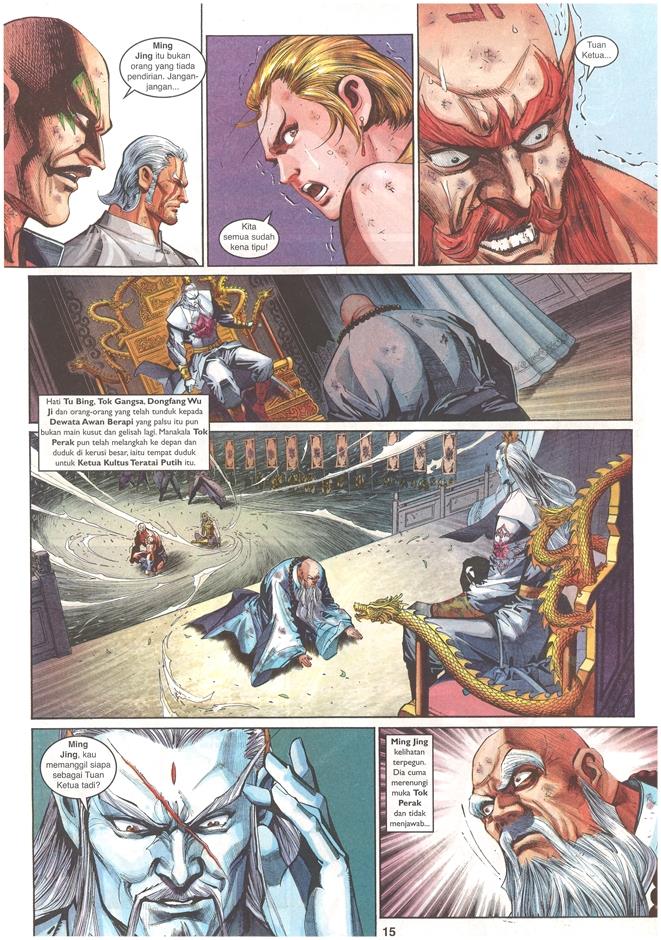 Ming
Jing itu bukan
orang yang tiada
pendirian. Jangan-
jangan...
Kita
semua sudah
kena tipu!
Tuan
Ketua...
Hati Tu Bing, Tok Gangsa, Dongfang Wu
Ji dan orang-orang yang telah tunduk kepada
Dewata Awan Berapi yang palsu itu pun
bukan main kusut dan gelisah lagi. Manakala Tok
Perak pun telah melangkah ke depan dan
duduk di kerusi besar, iaitu tempat duduk
untuk Ketua Kultus Teratai Putih itu.
Ming
Jing, kau
memanggil siapa
sebagai Tuan
Ketua tadi?
Ming Jing
kelihatan
terpegun.
Dia cuma
merenungi
muka Tok
Perak
dan tidak
menjawab...
15